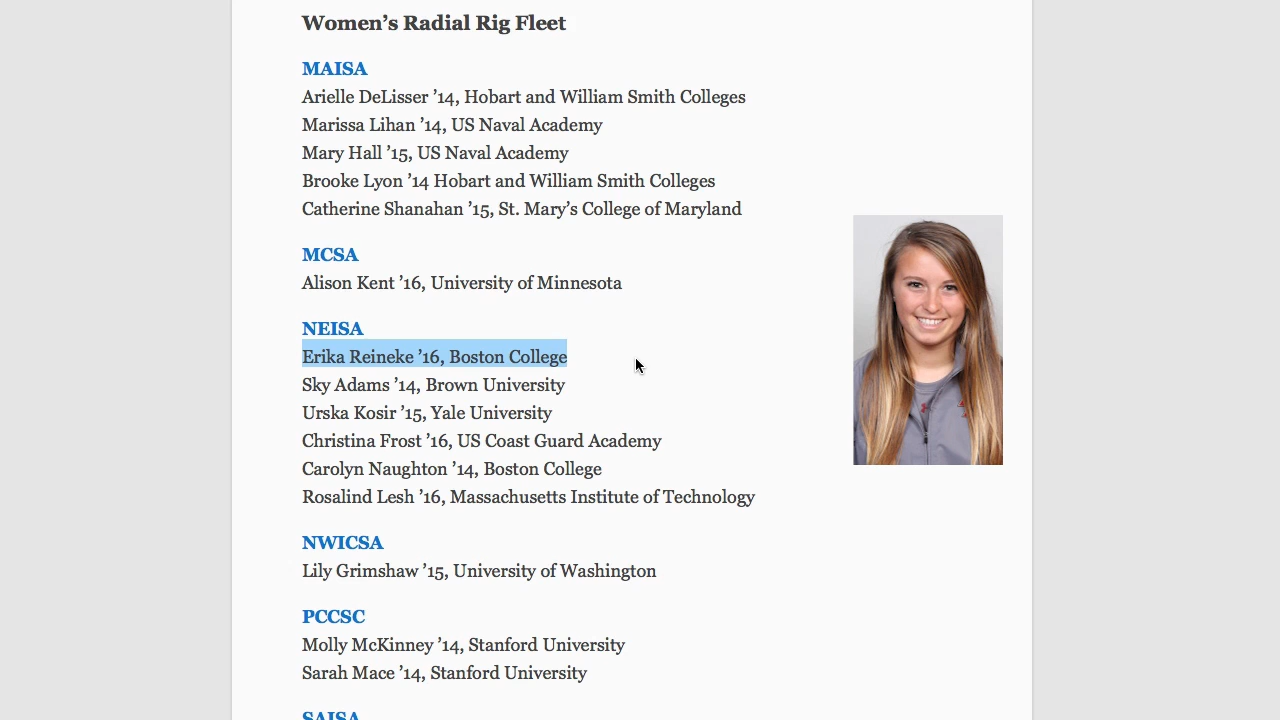 Women’s Radial Rig Fleet
MAISA
Arielle DeLisser ’14, Hobart and William Smith Colleges
Marissa Lihan ’14, US Naval Academy
Mary Hall ’15, US Naval Academy
Brooke Lyon ’14 Hobart and William Smith Colleges
Catherine Shanahan ’15, St. Mary’s College of Maryland
MCSA
Alison Kent ’16, University of Minnesota
NEISA
Erika Reineke ’16, Boston College
Sky Adams ’14, Brown University
Urska Kosir ’15, Yale University
Christina Frost ’16, US Coast Guard Academy
Carolyn Naughton ’14, Boston College
Rosalind Lesh ’16, Massachusetts Institute of Technology
NWICSA
Lily Grimshaw ’15, University of Washington
PCCSC
Molly McKinney ’14, Stanford University
Sarah Mace ’14, Stanford University
SAISA